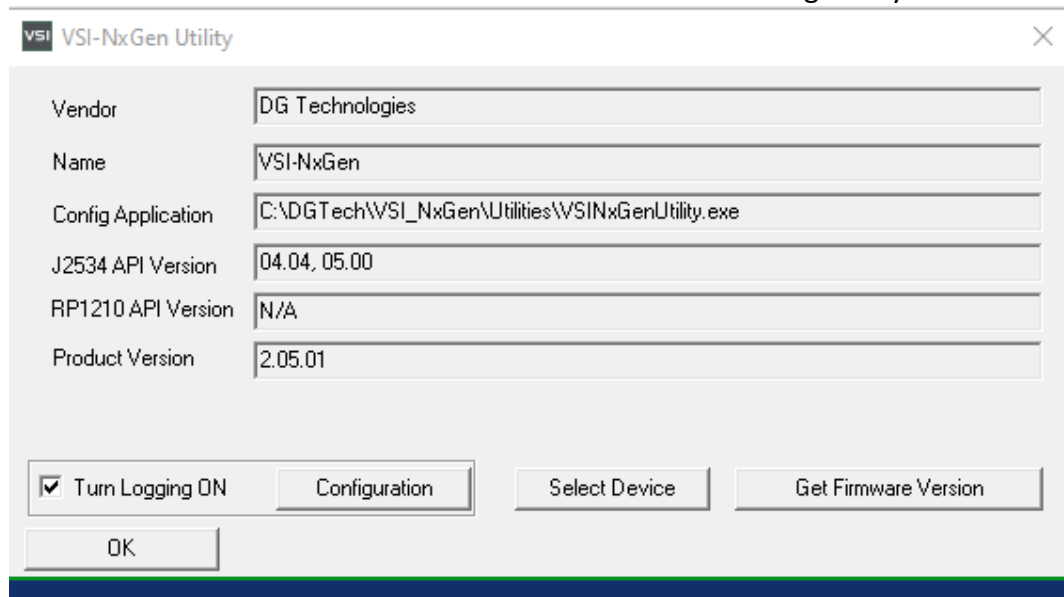 VSI VSI-NxGen Utility
Vendor DG Technologies
Name VSI-NxGen
Config Application C:\DGTech\VSI_NxGen\Utilities\VSINxGenUtility.exe
J2534 API Version 04.04, 05.00
RP1210 API Version N/A
Product Version 2.05.01
Turn Logging ON Configuration Select Device Get Firmware Version
OK